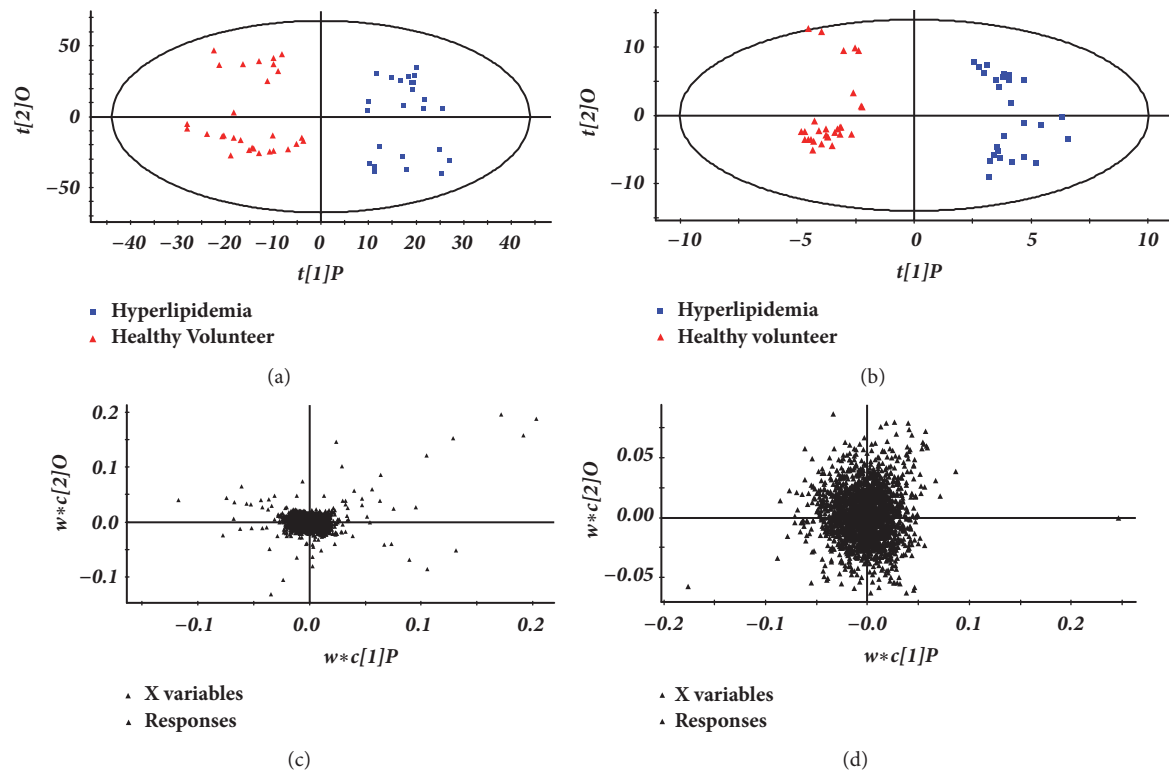 50
0
−50
t[2]O
−40
−30
−20
−10
0
10
20
30
40
t[1]P
Hyperlipidemia
Healthy Volunteer
(a)
10
0
−10
t[2]O
−10
−5
0
5
10
t[1]P
Hyperlipidemia
Healthy volunteer
(b)
0.2
0.1
0.0
−0.1
w∗c[2]O
−0.1
0.0
0.1
0.2
w∗c[1]P
X variables
Responses
(c)
0.05
0.00
−0.05
w∗c[2]O
−0.2
−0.1
−0.0
0.1
0.2
w∗c[1]P
X variables
Responses
(d)